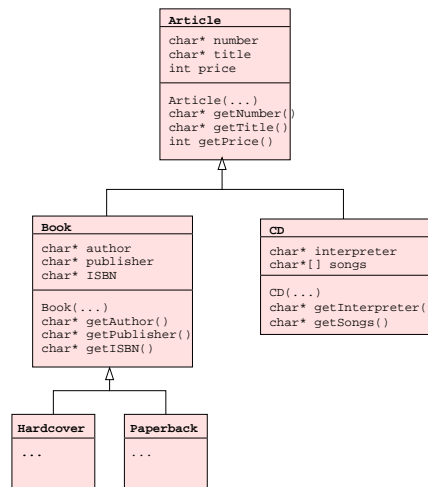 Article
char* number
char* title
int price
Article(...)
char* getNumber()
char* getTitle()
int getPrice()
Book
char* author
char* publisher
char* ISBN
Book(...)
char* getAuthor()
char* getPublisher()
char* getISBN()
CD
char* interpreter
char*[] songs
CD(...)
char* getInterpreter(
char* getSongs()
Hardcover
...
Paperback
...